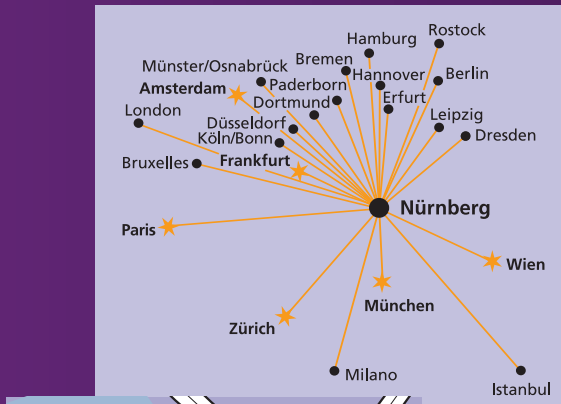 Rostock
Hamburg
Bremen
Münster/Osnabrück
Hannover
Berlin
Amsterdam
Paderborn
Erfurt
Dortmund
London
Leipzig
Düsseldorf
Dresden
Köln/Bonn
Bruxelles
Frankfurt
Nürnberg
Paris
Wien
München
Zürich
Milano
Istanbul